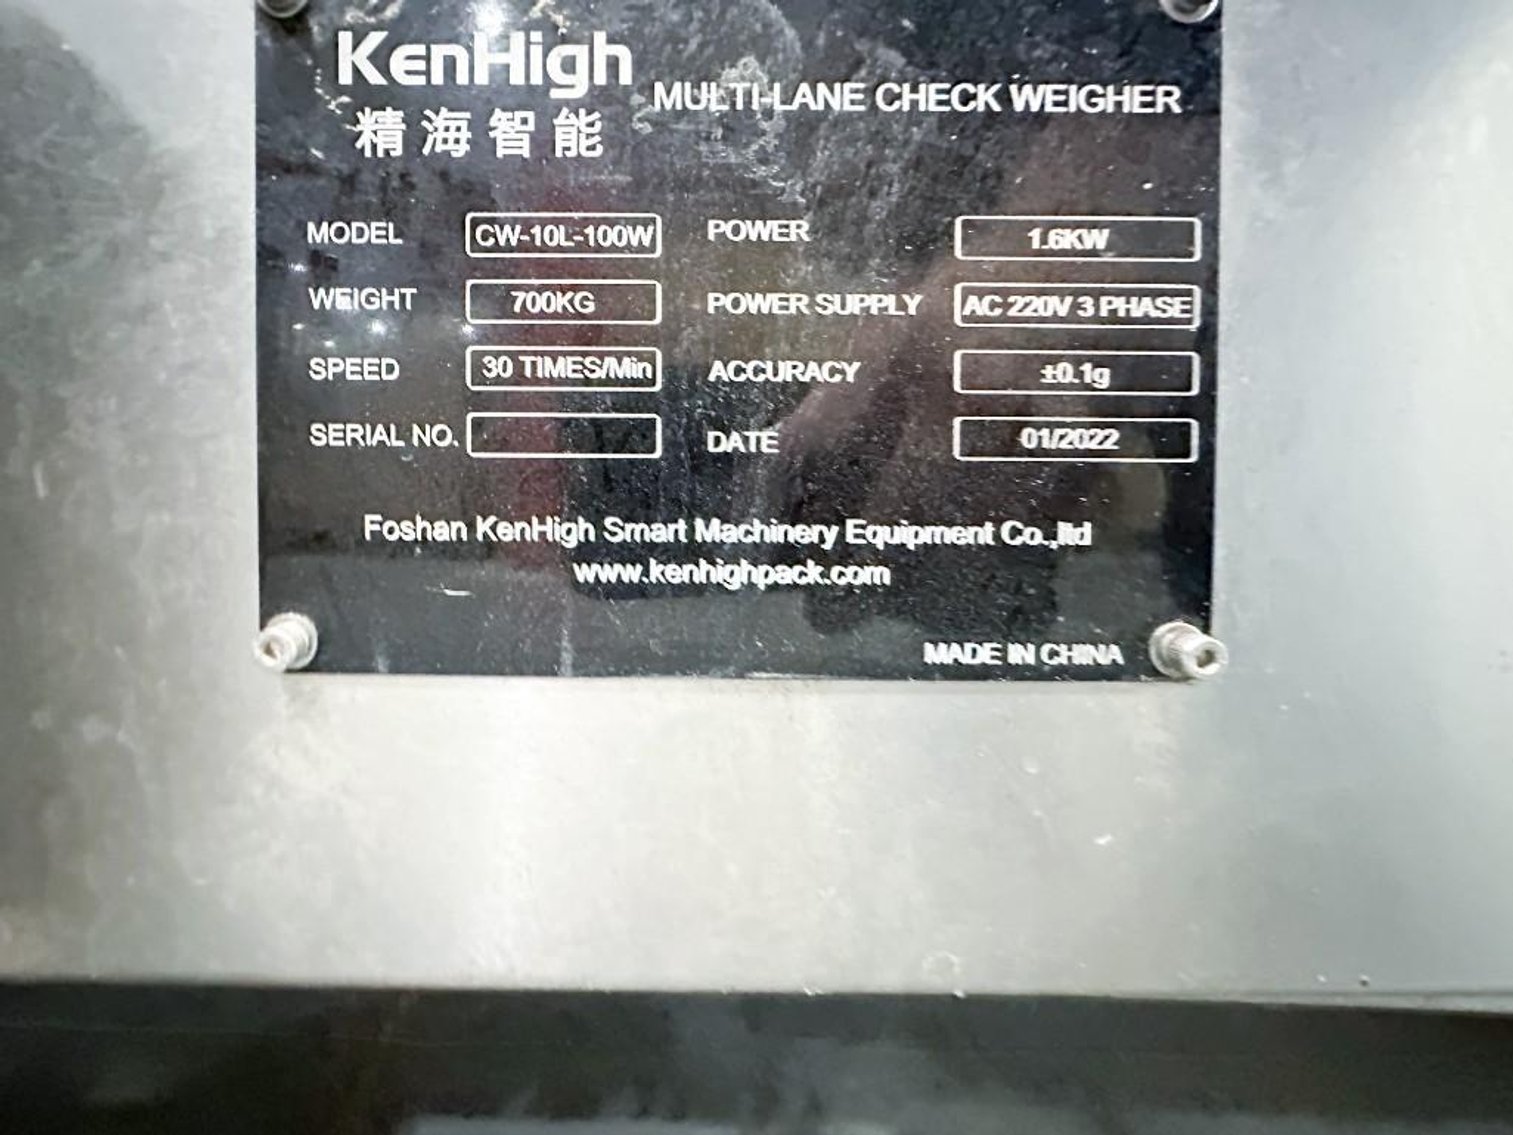 KenHigh
精海智能
MULTI-LANE CHECK WEIGHER
MODEL CW-10L-100W POWER 1.6KW
WEIGHT 700KG POWER SUPPLY AC 220V 3 PHASE
SPEED 30 TIMES/Min ACCURACY ±0.1g
SERIAL NO. DATE 01/2022
Foshan KenHigh Smart Machinery Equipment Co.,ltd
www.kenhighpack.com
MADE IN CHINA